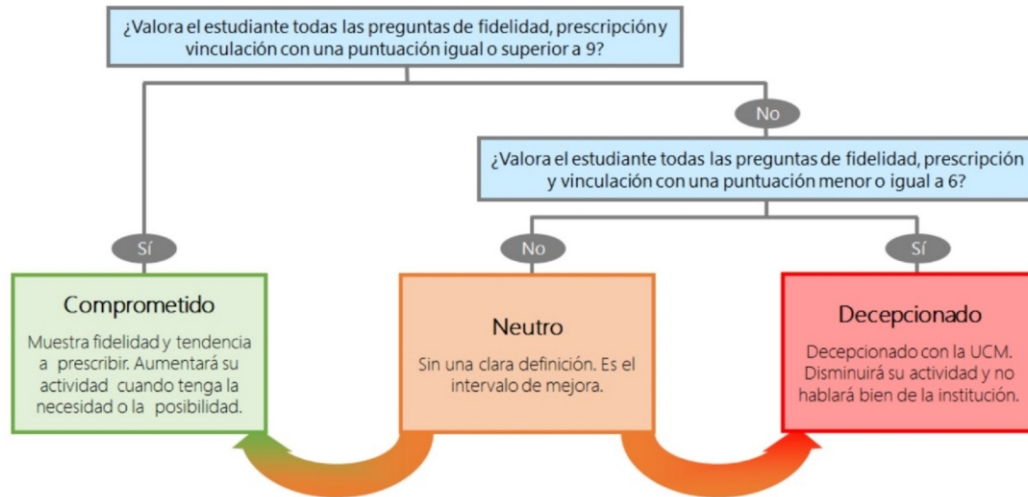 ¿Valora el estudiante todas las preguntas de fidelidad, prescripción y
vinculación con una puntuación igual o superior a 9?
No
¿Valora el estudiante todas las preguntas de fidelidad, prescripción
y vinculación con una puntuación menor o igual a 6?
Sí
No
Sí
Comprometido
Muestra fidelidad y tendencia
a prescribir. Aumentará su
actividad cuando tenga la
necesidad o la posibilidad.
Neutro
Sin una clara definición. Es el
intervalo de mejora.
Decepcionado
Decepcionado con la UCM.
Disminuirá su actividad y no
hablará bien de la institución.